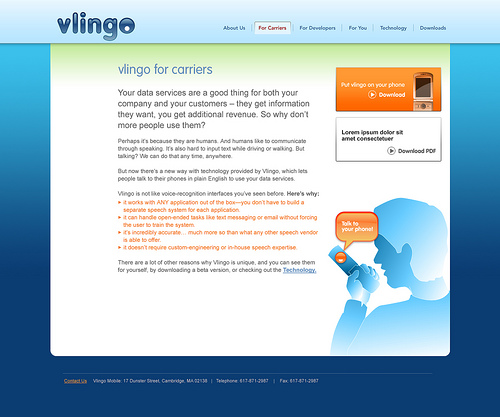 vlingo
About Us | For Carriers | For Developers | For You | Technology | Downloads
vlingo for carriers
Your data services are a good thing for both your
company and your customers – they get information
they want, you get additional revenue. So why don't
more people use them?
Perhaps it's because they are humans. And humans like to communicate
through speaking. It's also hard to input text while driving or walking. But
talking? We can do that any time, anywhere.
But now there's a new way with technology provided by Vlingo, which lets
people talk to their phones in plain English to use your data services.
Vlingo is not like voice-recognition interfaces you've seen before. Here's why:
it works with ANY application out of the box—you don't have to build a
separate speech system for each application.
it can handle open-ended tasks like text messaging or email without forcing
the user to train the system.
it's incredibly accurate... much more so than what any other speech vendor
is able to offer.
it doesn't require custom-engineering or in-house speech expertise.
There are a lot of other reasons why Vlingo is unique, and you can see them
for yourself, by downloading a beta version, or checking out the Technology.
Put vlingo on your phone
Download
Lorem ipsum dolor sit
amet consectetuer
Download PDF
Talk to
your phone!
Contact Us Vlingo Mobile: 17 Dunster Street, Cambridge, MA 02138 | Telephone: 617-871-2987 | Fax: 617-871-2987